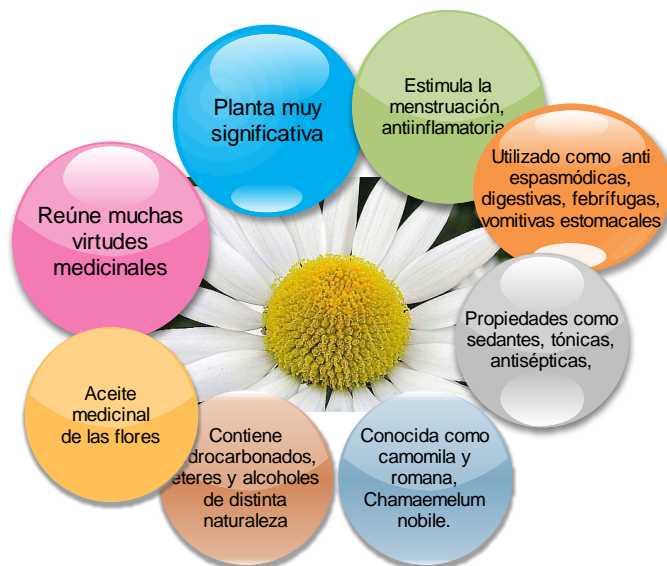 Planta muy
significativa
Estimula la
menstruación,
antiinflamatoria
Utilizado como anti
espasmódicas,
digestivas, febrífugas,
vomitivas estomacales
Propiedades como
sedantes, tónicas,
antisépticas,
Conocida como
camomila y
romana,
Chamaemelum
nobile.
Contiene
drocarbonados,
éteres y alcoholes
de distinta
naturaleza
Aceite
medicinal
de las flores
Reúne muchas
virtudes
medicinales